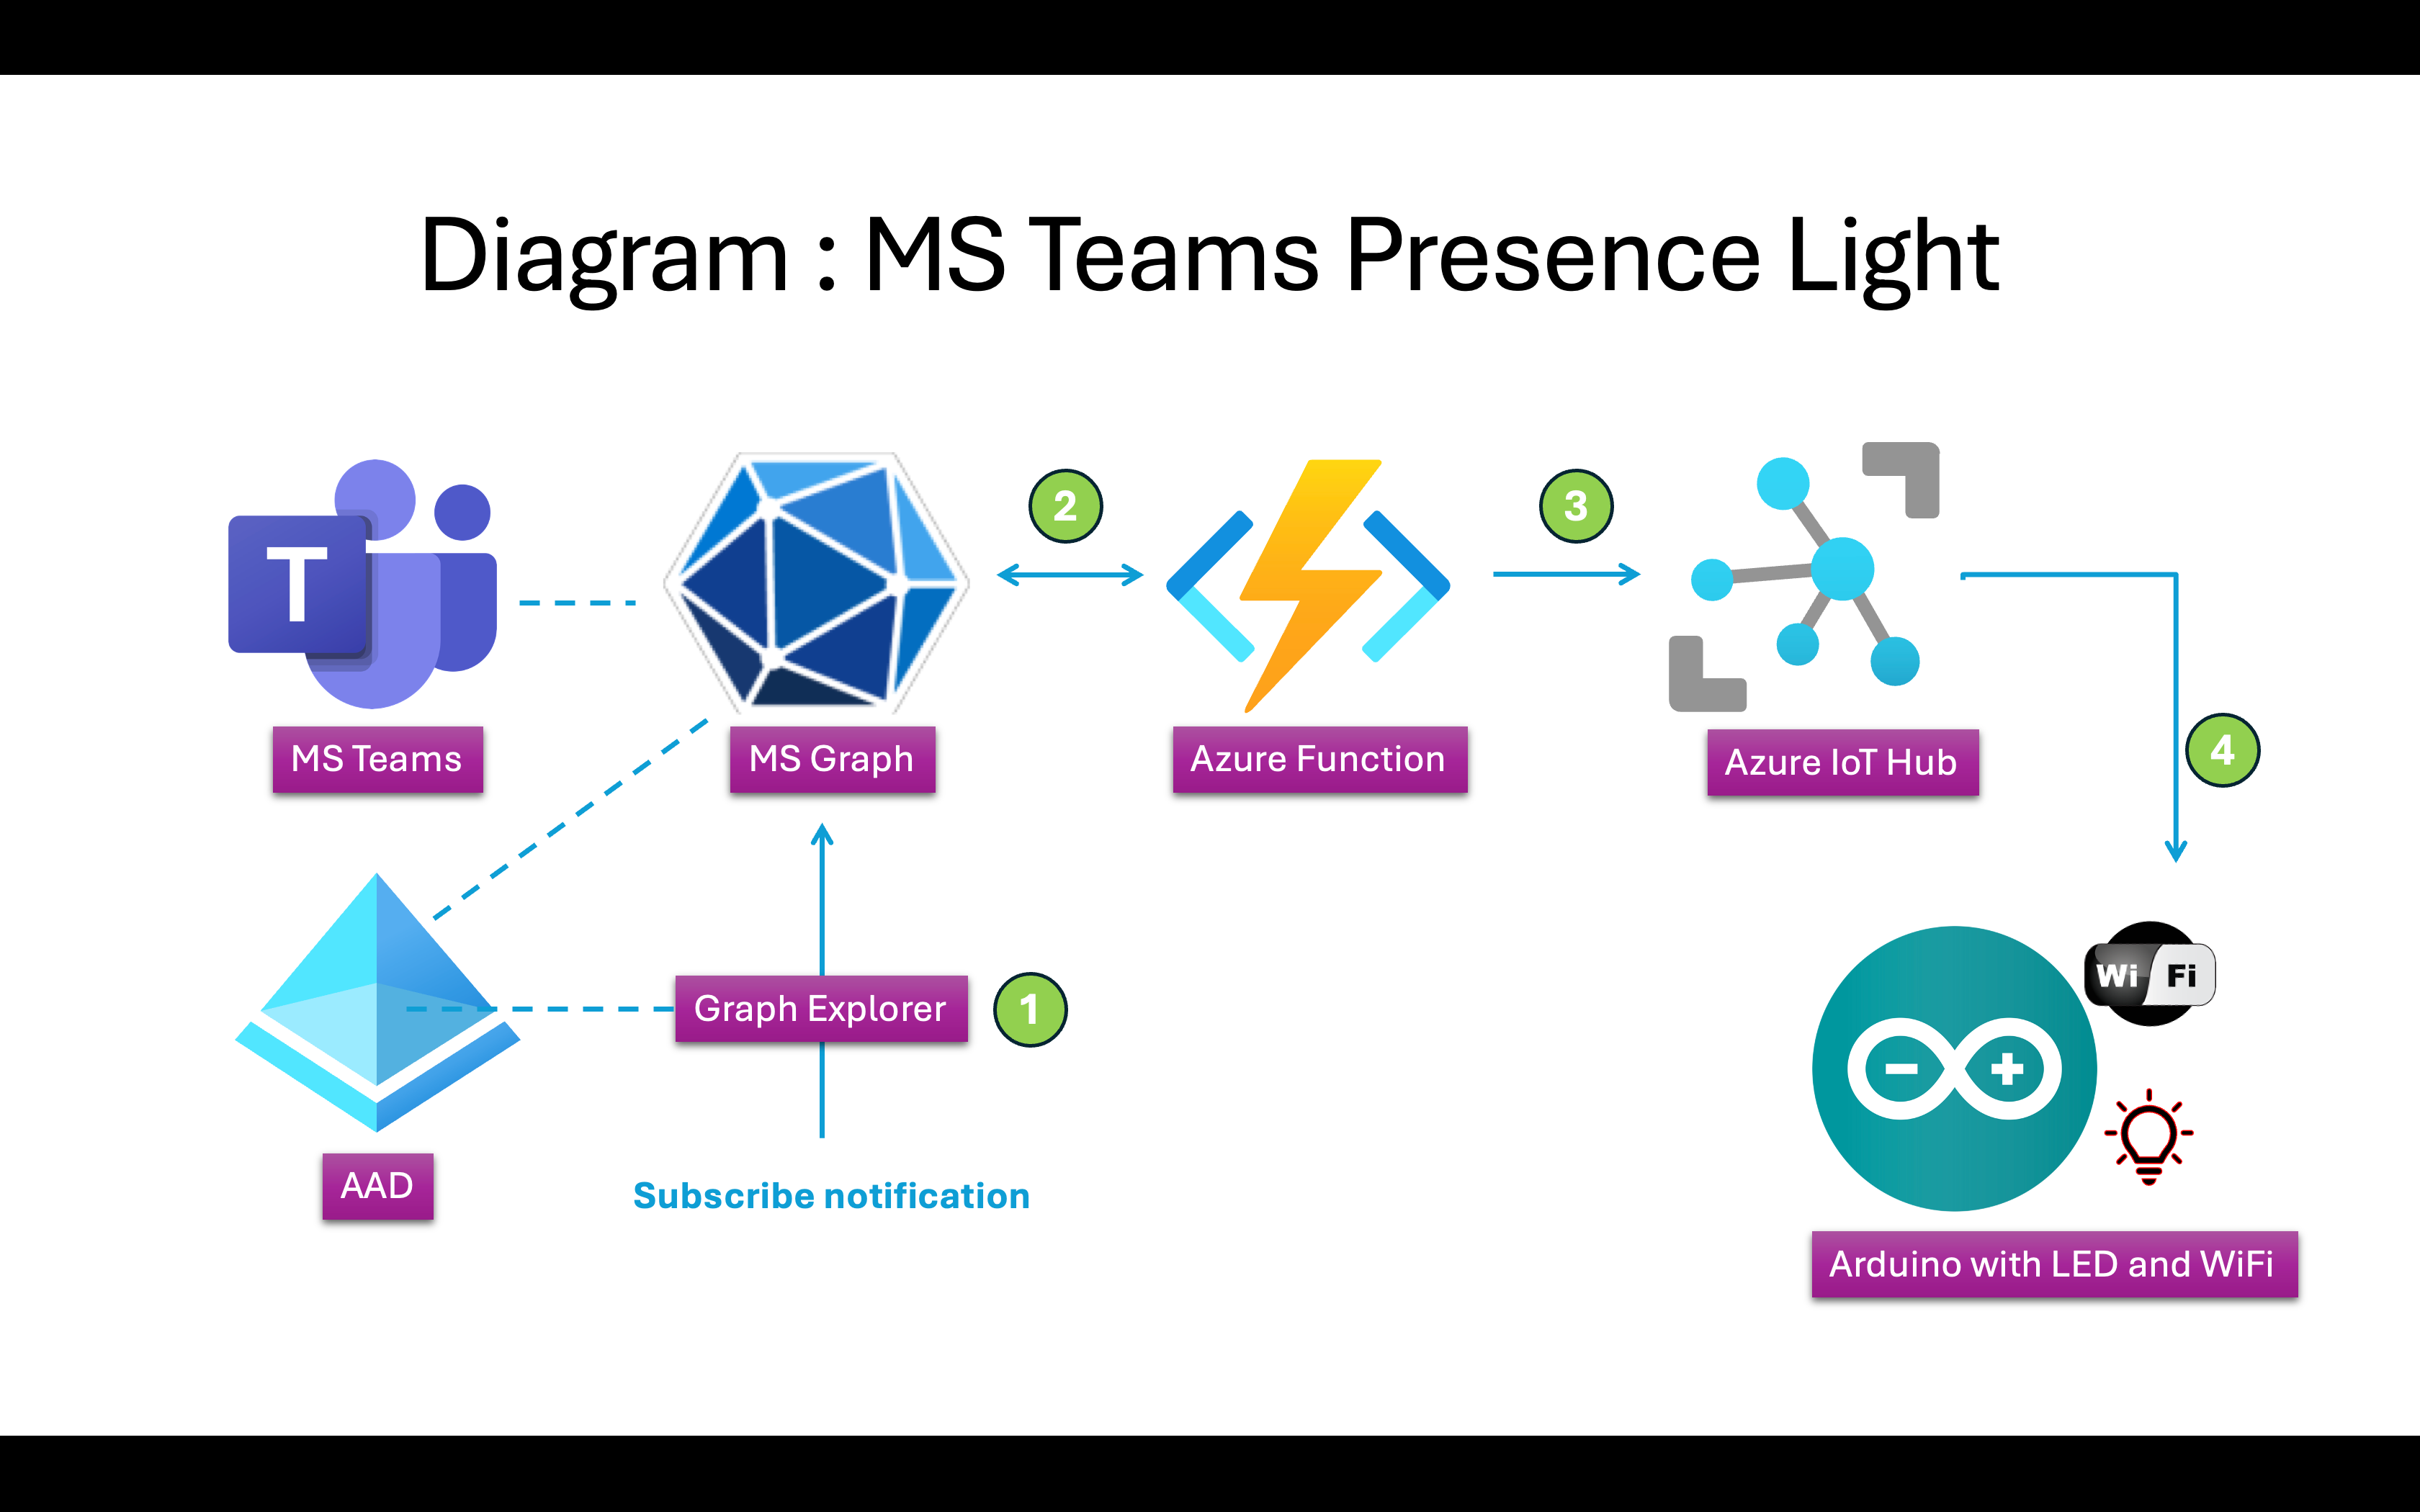 Diagram : MS Teams Presence Light
2
3
T
MS Teams
MS Graph
Azure Function
Azure IoT Hub
4
Wi Fi
Graph Explorer
1
AAD
Subscribe notification
Arduino with LED and WiFi